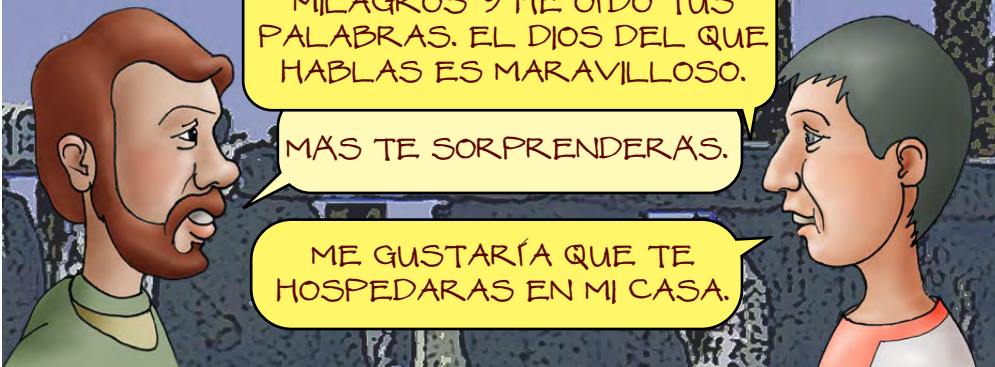 MILAGROS Y HE OÍDO TUS
PALABRAS. EL DIOS DEL QUE
HABLAS ES MARAVILLOSO.
MÁS TE SORPRENDERÁS.
ME GUSTARÍA QUE TE
HOSPEDARAS EN MI CASA.